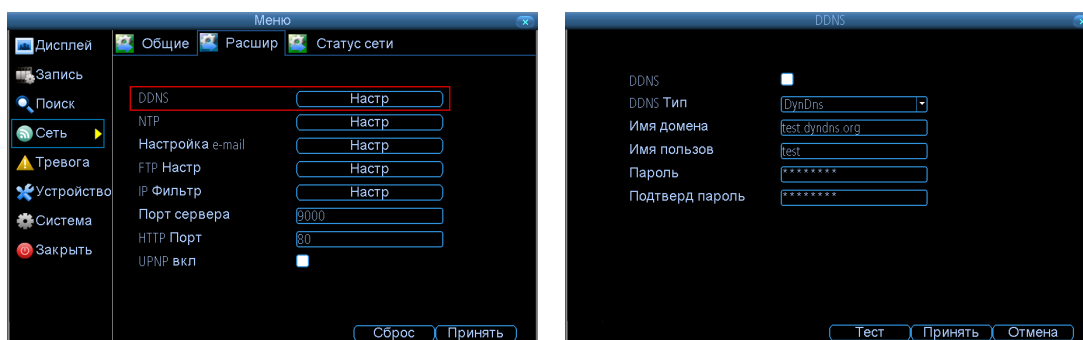 Меню
Дисплей
Запись
Поиск
Сеть
Тревога
Устройство
Система
Закрыть
Общие Расшир Статус сети
DDNS Настр
NTP Настр
Настройка e-mail Настр
FTP Настр Настр
IP Фильтр Настр
Порт сервера 9000
HTTP Порт 80
UPNP вкл
Сброс Принять
DDNS
DDNS
DDNS Тип DynDns
Имя домена test.dyndns.org
Имя пользов test
Пароль ********
Подтверд пароль ********
Тест Принять Отмена